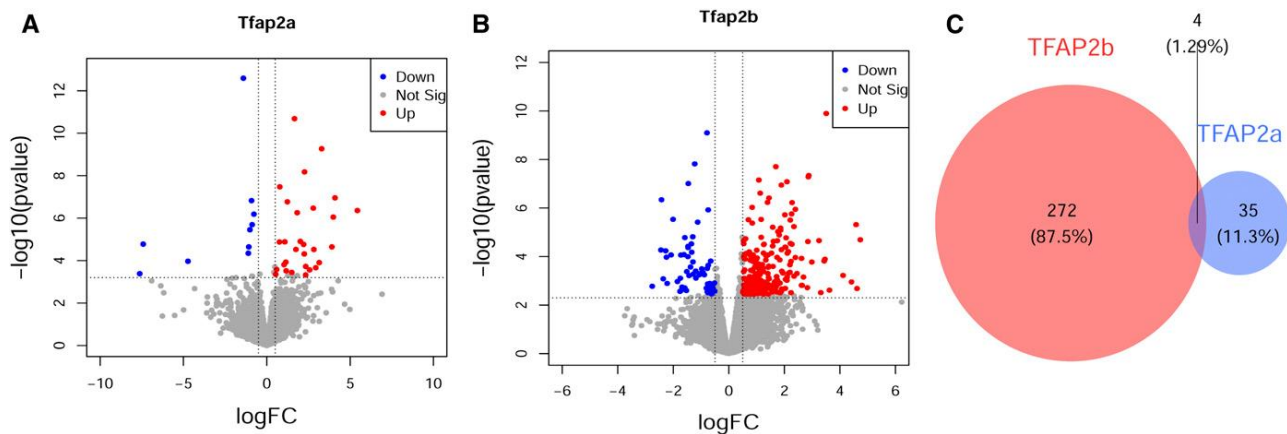 A
Tfap2a
Down
Not Sig
Up
−log10(pvalue)
12
10
8
6
4
2
0
−10
−5
0
5
10
logFC
B
Tfap2b
Down
Not Sig
Up
−log10(pvalue)
12
10
8
6
4
2
0
−6
−4
−2
0
2
4
6
logFC
C
4
(1.29%)
TFAP2b
TFAP2a
272
(87.5%)
35
(11.3%)